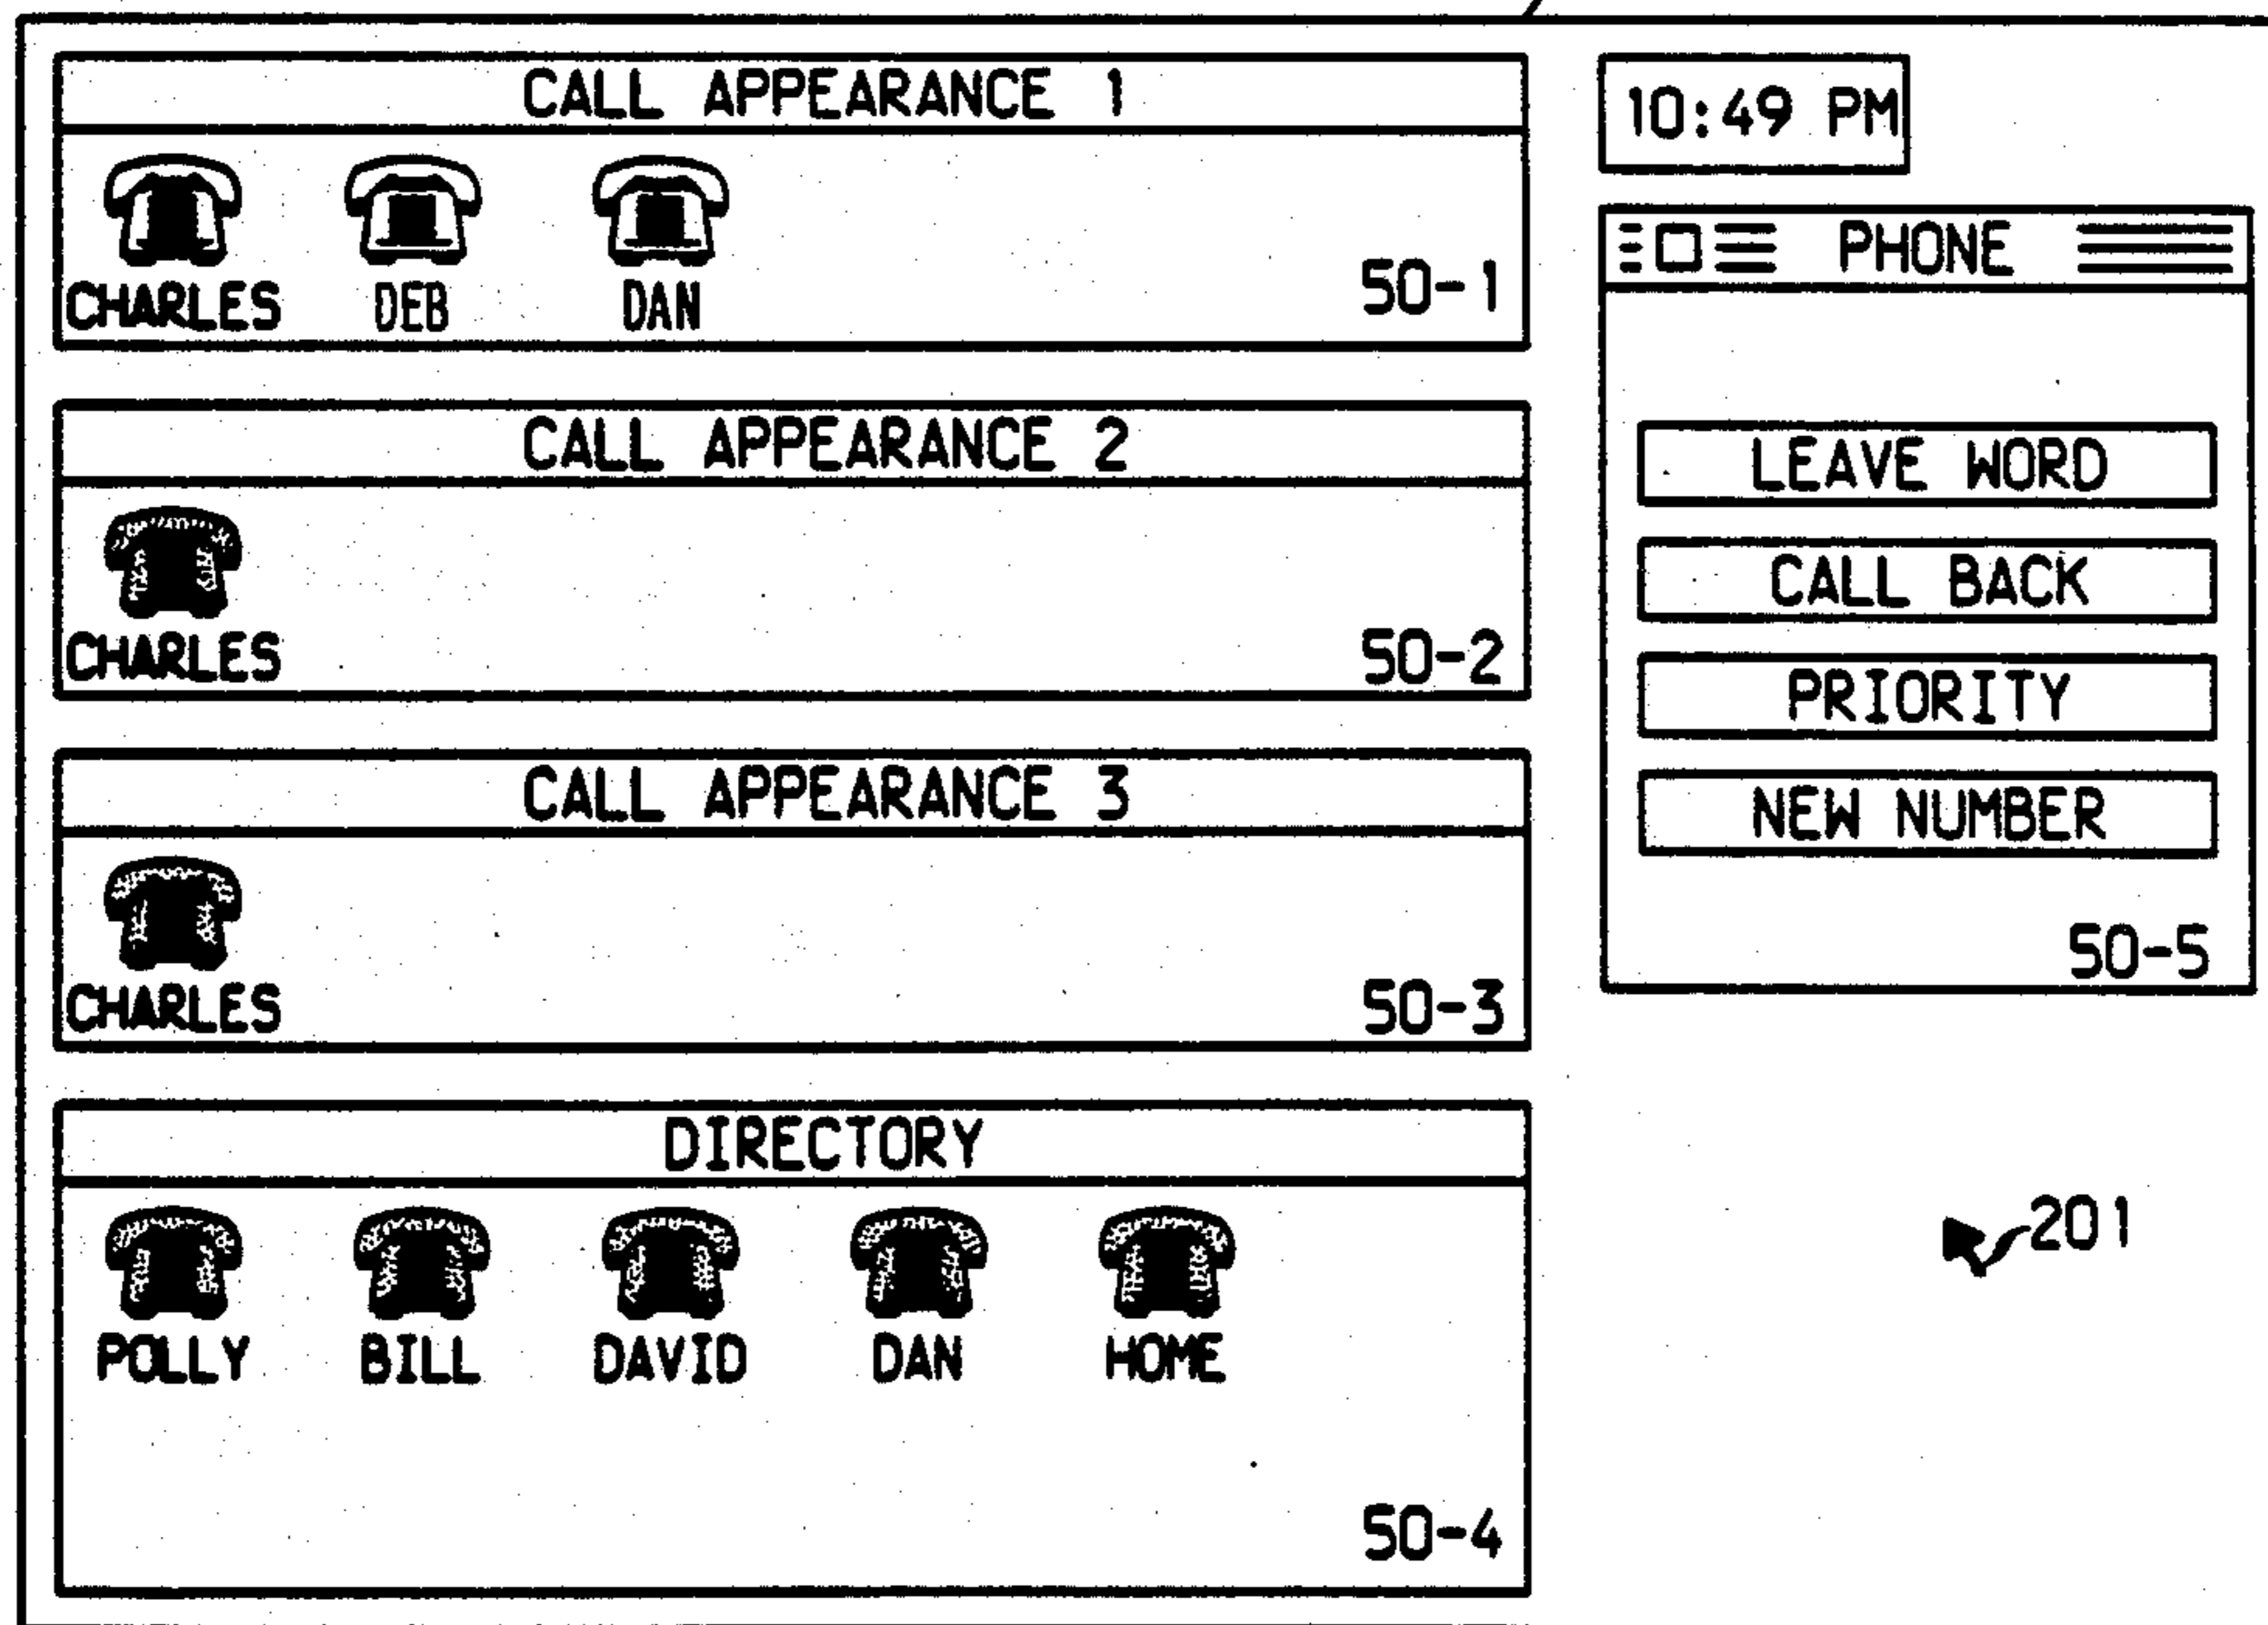 CALL APPEARANCE 1
CHARLES DEB DAN
50-1
CALL APPEARANCE 2
CHARLES
50-2
CALL APPEARANCE 3
CHARLES
50-3
DIRECTORY
POLLY BILL DAVID DAN HOME
50-4
10:49 PM
PHONE
LEAVE WORD
CALL BACK
PRIORITY
NEW NUMBER
50-5
201